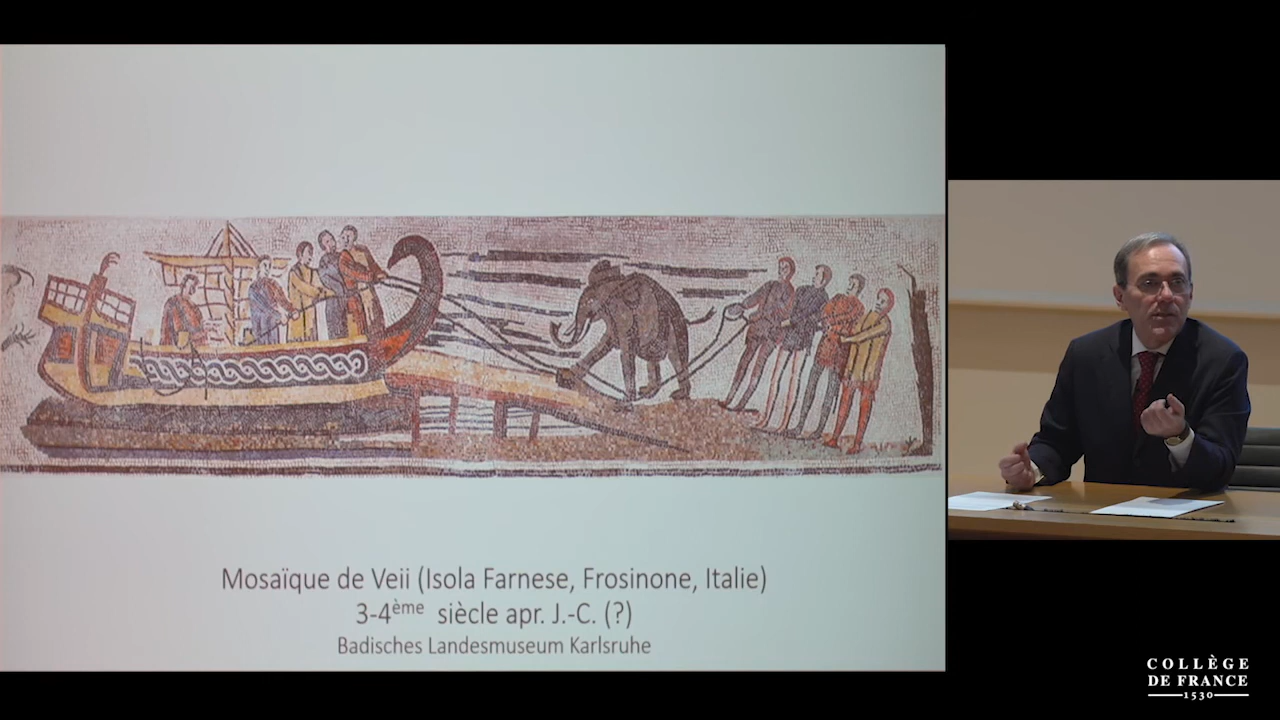 Mosaïque de Veii (Isola Farnese, Frosinone, Italie)
3-4ème siècle apr. J.-C. (?)
Badisches Landesmuseum Karlsruhe
COLLÈGE
DE FRANCE
1530